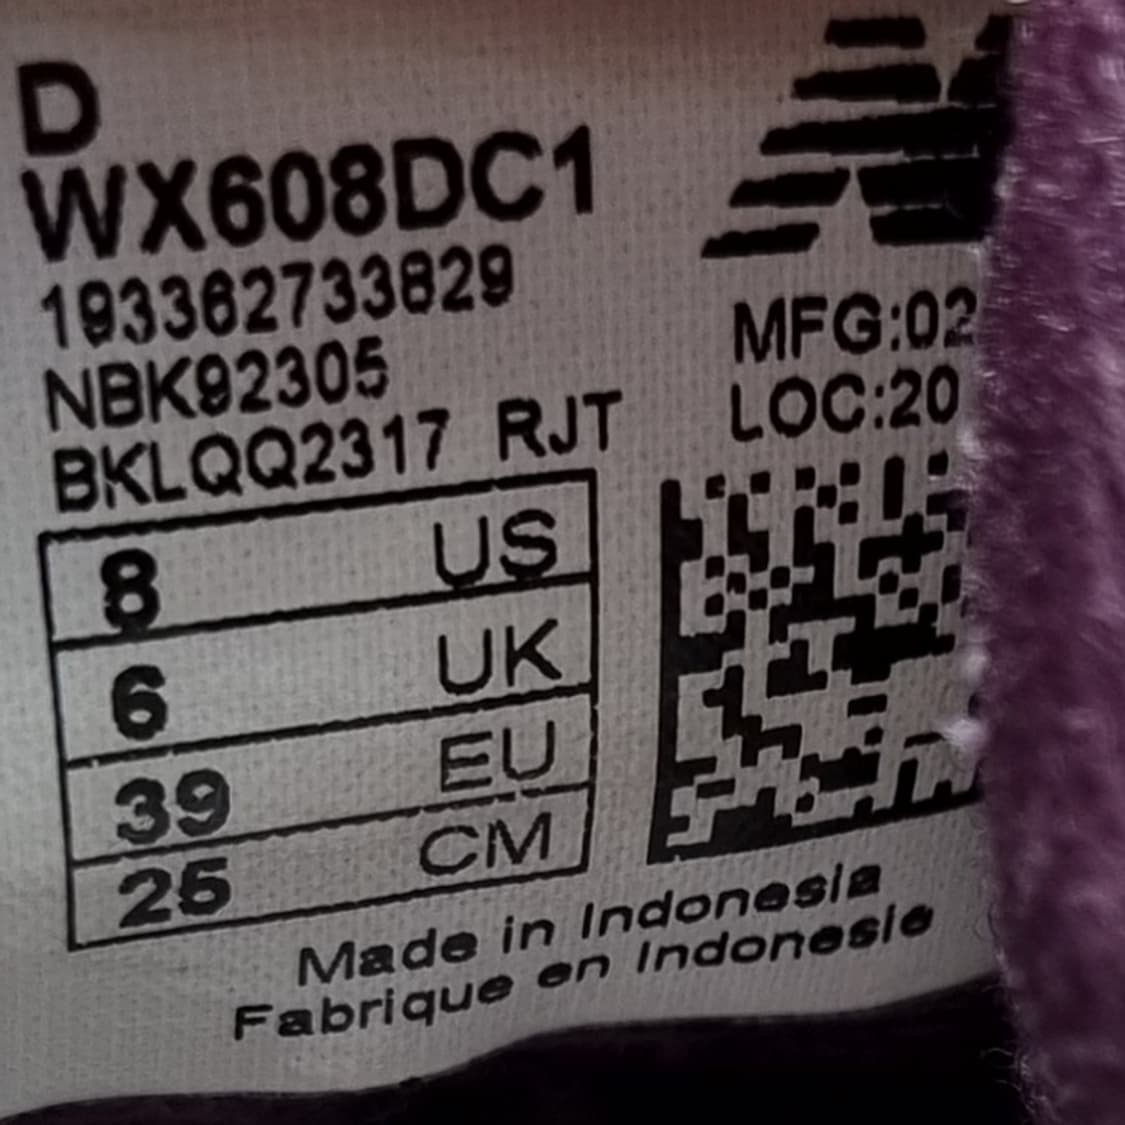 D
WX608DC1
193362733829
NBK92305
BKLQQ2317 RJT
MFG:02
LOC:20
8 US
6 UK
39 EU
25 CM
Made in Indonesia
Fabrique en Indonesie